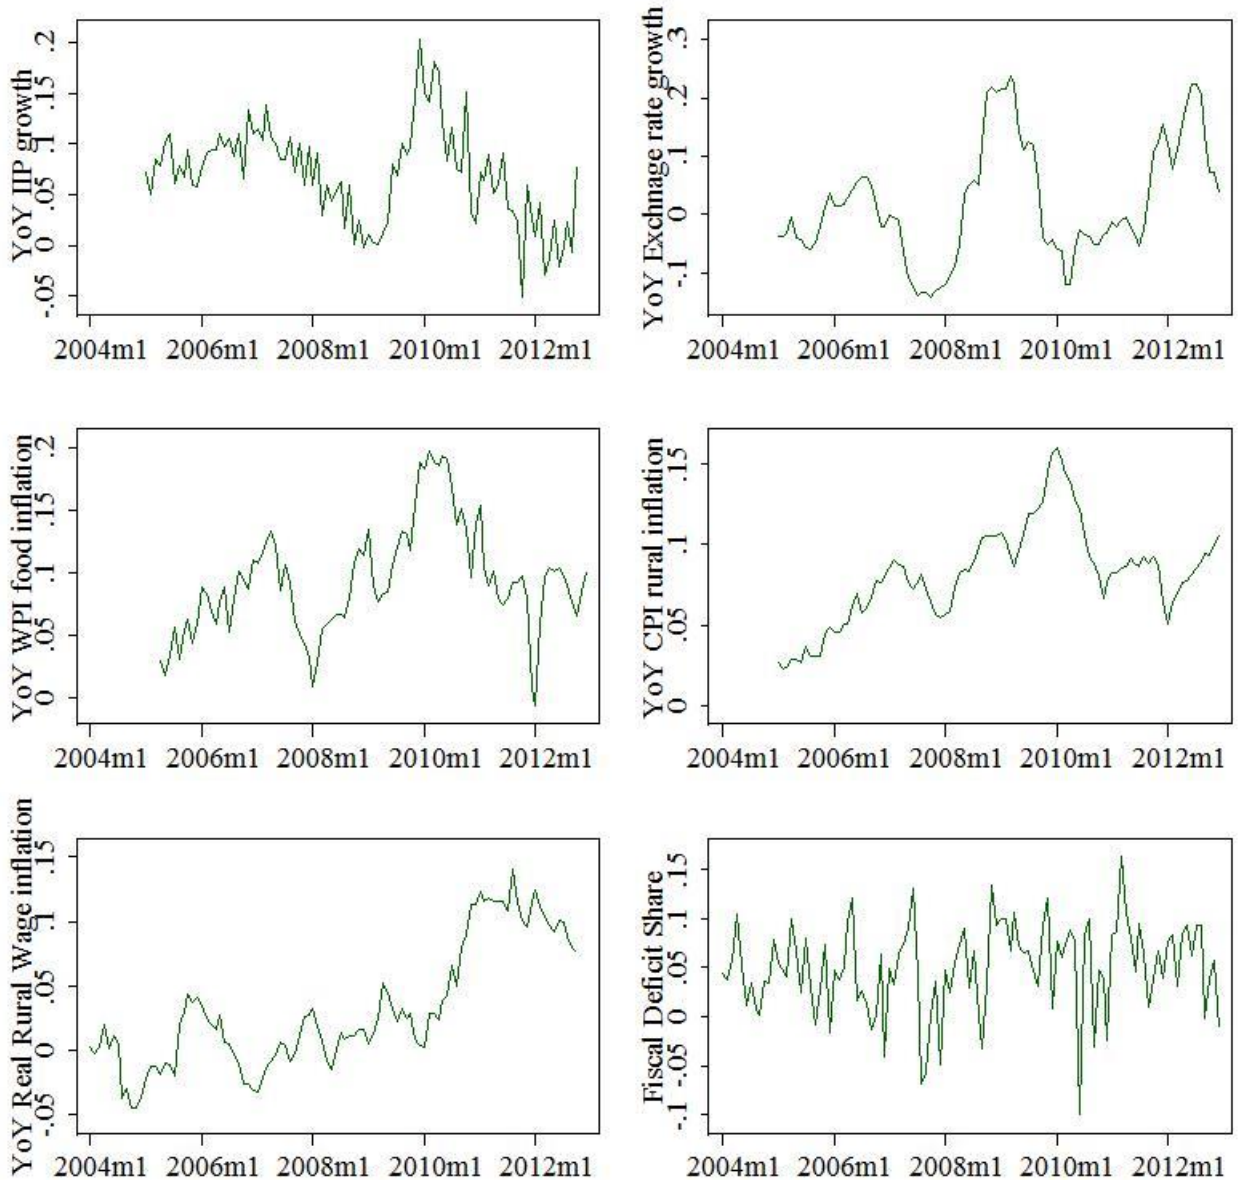 YoY IIP growth
-.05 0 .05 .1 .15 .2
2004m1 2006m1 2008m1 2010m1 2012m1
YoY Exchnage rate growth
-.1 0 .1 .2 .3
2004m1 2006m1 2008m1 2010m1 2012m1
YoY WPI food inflation
0 .05 .1 .15 .2
2004m1 2006m1 2008m1 2010m1 2012m1
YoY CPI rural inflation
0 .05 .1 .15
2004m1 2006m1 2008m1 2010m1 2012m1
YoY Real Rural Wage inflation
-.05 0 .05 .1 .15
2004m1 2006m1 2008m1 2010m1 2012m1
Fiscal Deficit Share
-.1 -.05 0 .05 .1 .15
2004m1 2006m1 2008m1 2010m1 2012m1